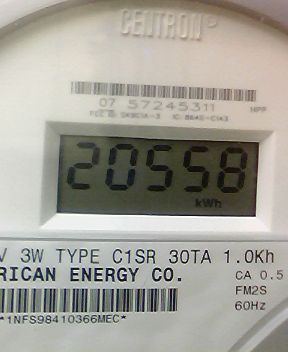 CENTRON®
07 57245311
20558
kWh
V 3W TYPE C1SR 30TA 1.0Kh
RICAN ENERGY CO.
CA 0.5
FM2S
60Hz
*1NFS98410366MEC*